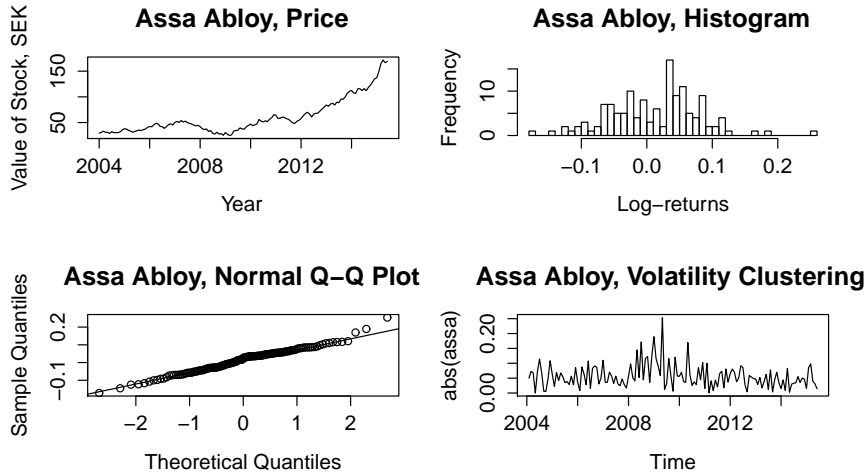 Assa Abloy, Price
Value of Stock, SEK
150
50
2004
2008
2012
Year
Assa Abloy, Histogram
Frequency
10
0
−0.1
0.0
0.1
0.2
Log−returns
Assa Abloy, Normal Q−Q Plot
Sample Quantiles
0.2
−0.1
−2
−1
0
1
2
Theoretical Quantiles
Assa Abloy, Volatility Clustering
abs(assa)
0.20
0.00
2004
2008
2012
Time